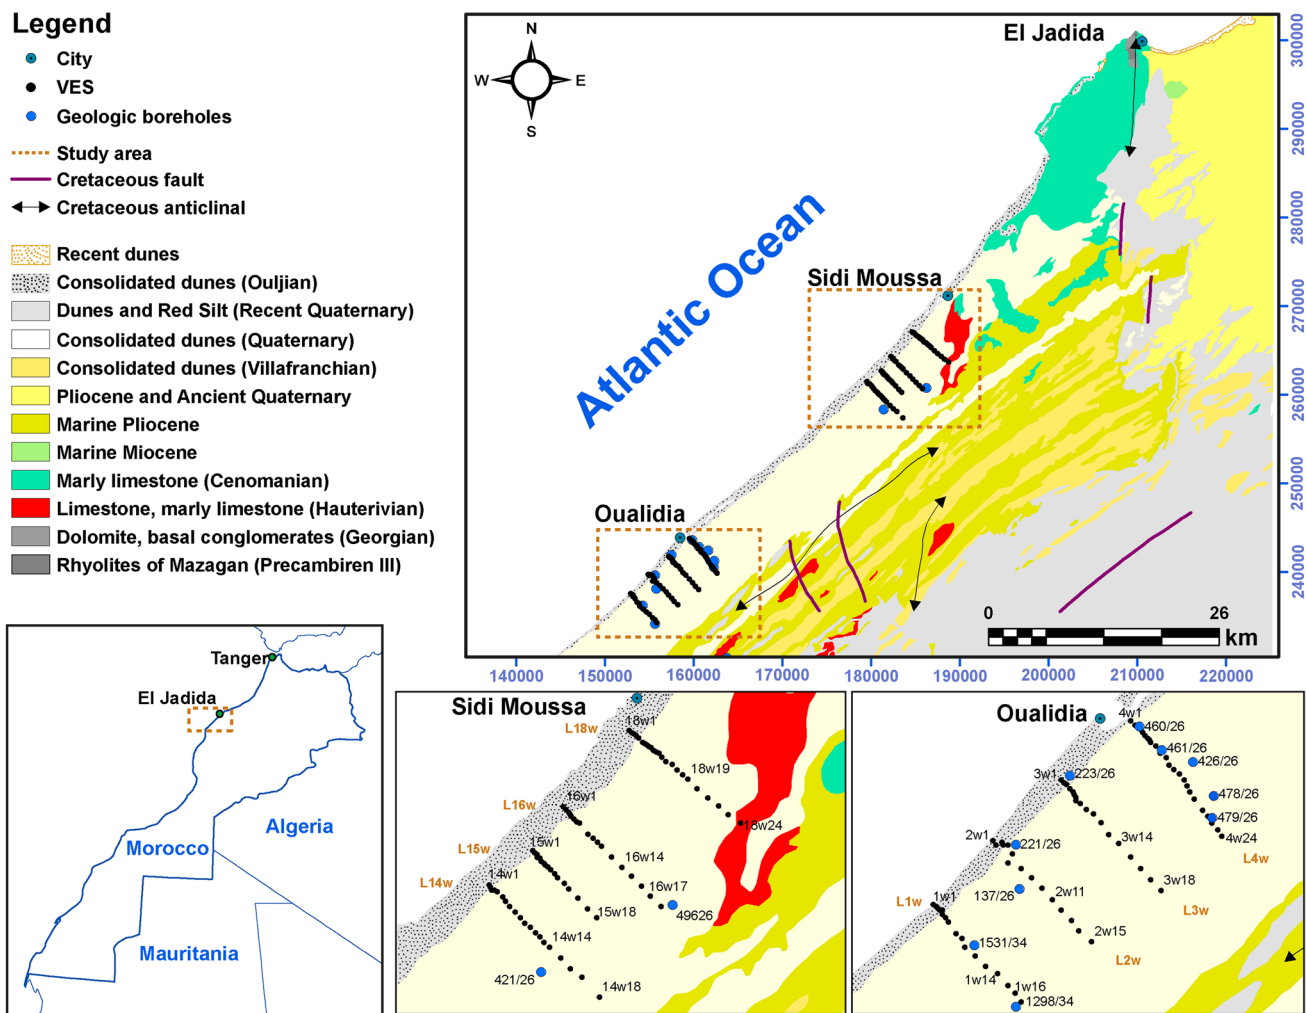 Legend
City
VES
Geologic boreholes
Study area
Cretaceous fault
Cretaceous anticlinal
Recent dunes
Consolidated dunes (Ouljian)
Dunes and Red Silt (Recent Quaternary)
Consolidated dunes (Quaternary)
Consolidated dunes (Villafranchian)
Pliocene and Ancient Quaternary
Marine Pliocene
Marine Miocene
Marly limestone (Cenomanian)
Limestone, marly limestone (Hauterivian)
Dolomite, basal conglomerates (Georgian)
Rhyolites of Mazagan (Precambiren III)
N
W
E
S
El Jadida
Atlantic Ocean
Sidi Moussa
Oualidia
0
26
km
300000
290000
280000
270000
260000
250000
240000
140000
150000
160000
170000
180000
190000
200000
210000
220000
Tanger
El Jadida
Algeria
Morocco
Mauritania
Sidi Moussa
L18w
18w1
18w19
18w24
L16w
16w1
16w14
16w17
49626
L15w
15w1
15w18
L14w
14w1
14w14
14w18
421/26
Oualidia
4w1
460/26
461/26
426/26
478/26
479/26
4w24
L4w
3w1
223/26
3w14
3w18
L3w
2w1
221/26
137/26
2w11
2w15
L2w
L1w
1w1
1531/34
1w14
1w16
1298/34